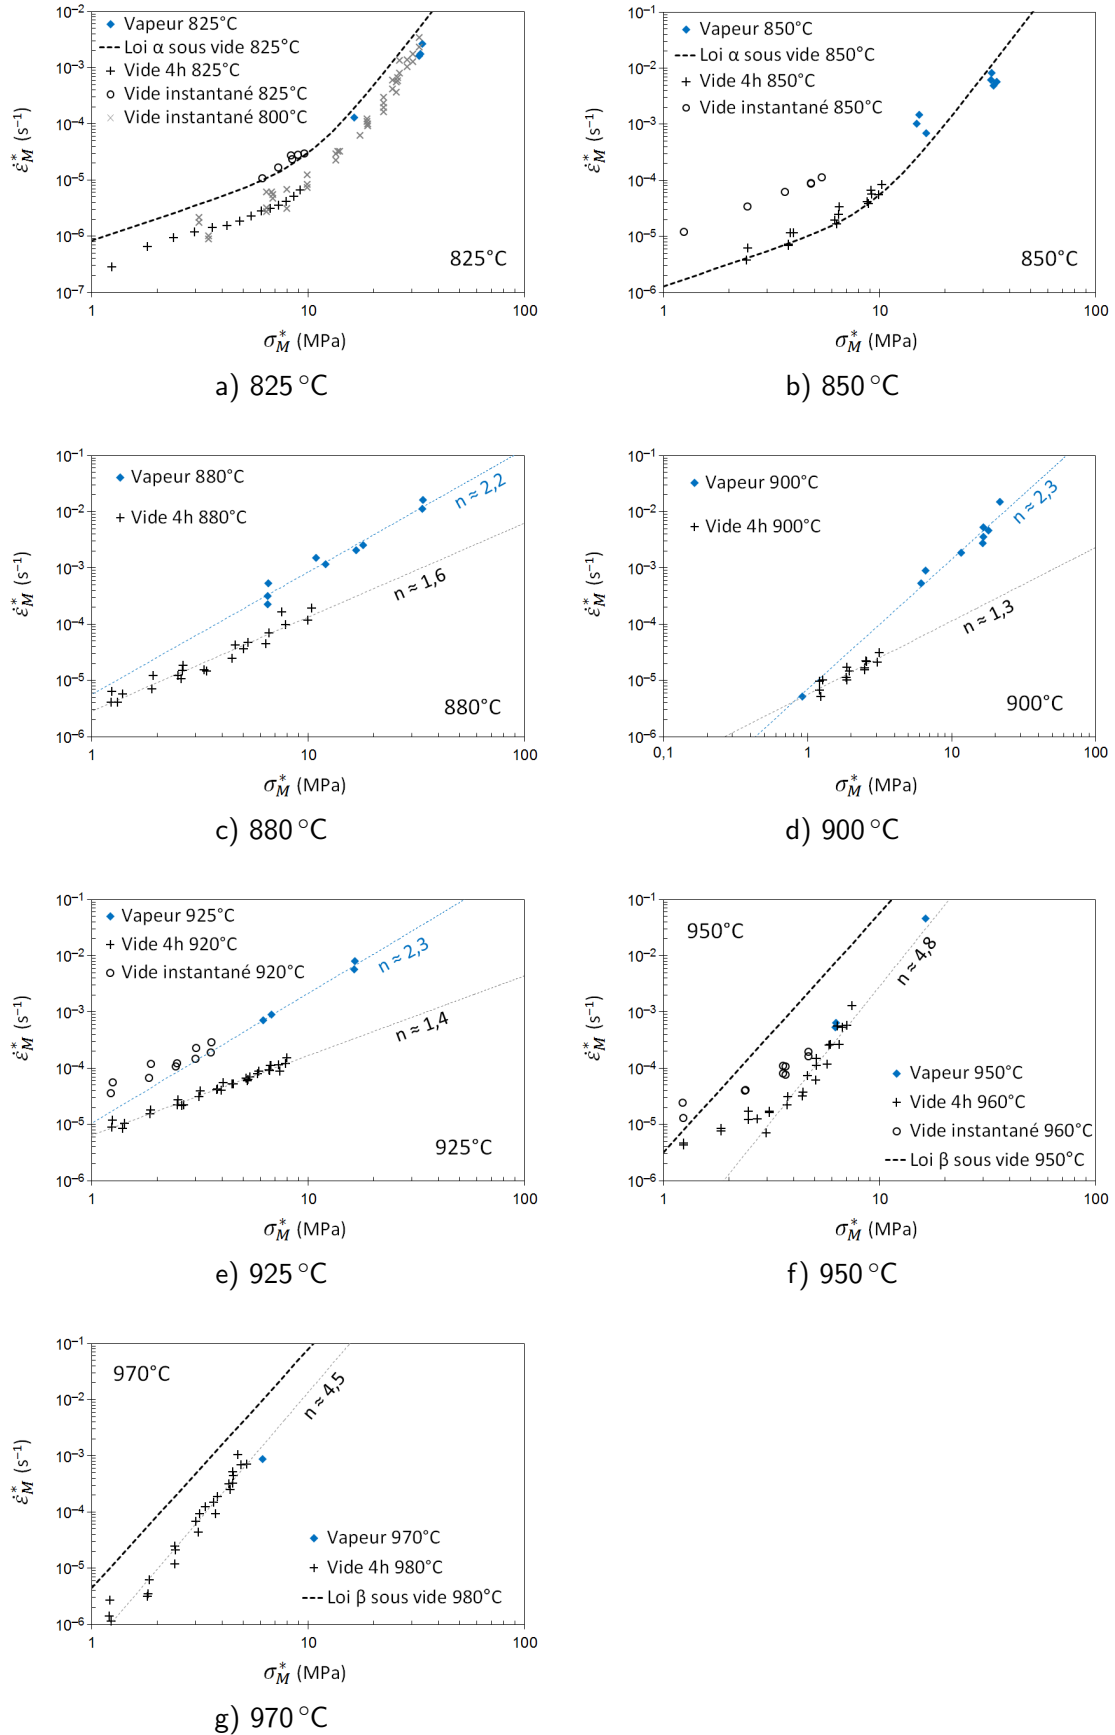 10⁻²
10⁻³
10⁻⁴
10⁻⁵
10⁻⁶
10⁻⁷
ε̇*M (s⁻¹)
Vapeur 825°C
Loi α sous vide 825°C
Vide 4h 825°C
Vide instantané 825°C
Vide instantané 800°C
825°C
1
10
100
σ*M (MPa)
a) 825 °C
10⁻¹
10⁻²
10⁻³
10⁻⁴
10⁻⁵
10⁻⁶
ε̇*M (s⁻¹)
Vapeur 850°C
Loi α sous vide 850°C
Vide 4h 850°C
Vide instantané 850°C
850°C
1
10
100
σ*M (MPa)
b) 850 °C
10⁻¹
10⁻²
10⁻³
10⁻⁴
10⁻⁵
10⁻⁶
ε̇*M (s⁻¹)
Vapeur 880°C
Vide 4h 880°C
n ≈ 2,2
n ≈ 1,6
880°C
1
10
100
σ*M (MPa)
c) 880 °C
10⁻¹
10⁻²
10⁻³
10⁻⁴
10⁻⁵
10⁻⁶
ε̇*M (s⁻¹)
Vapeur 900°C
Vide 4h 900°C
n ≈ 2,3
n ≈ 1,3
900°C
0,1
1
10
100
σ*M (MPa)
d) 900 °C
10⁻¹
10⁻²
10⁻³
10⁻⁴
10⁻⁵
10⁻⁶
ε̇*M (s⁻¹)
Vapeur 925°C
Vide 4h 920°C
Vide instantané 920°C
n ≈ 2,3
n ≈ 1,4
925°C
1
10
100
σ*M (MPa)
e) 925 °C
10⁻¹
10⁻²
10⁻³
10⁻⁴
10⁻⁵
10⁻⁶
ε̇*M (s⁻¹)
950°C
n ≈ 4,8
Vapeur 950°C
Vide 4h 960°C
Vide instantané 960°C
Loi β sous vide 950°C
1
10
100
σ*M (MPa)
f) 950 °C
10⁻¹
10⁻²
10⁻³
10⁻⁴
10⁻⁵
10⁻⁶
ε̇*M (s⁻¹)
970°C
n ≈ 4,5
Vapeur 970°C
Vide 4h 980°C
Loi β sous vide 980°C
1
10
100
σ*M (MPa)
g) 970 °C